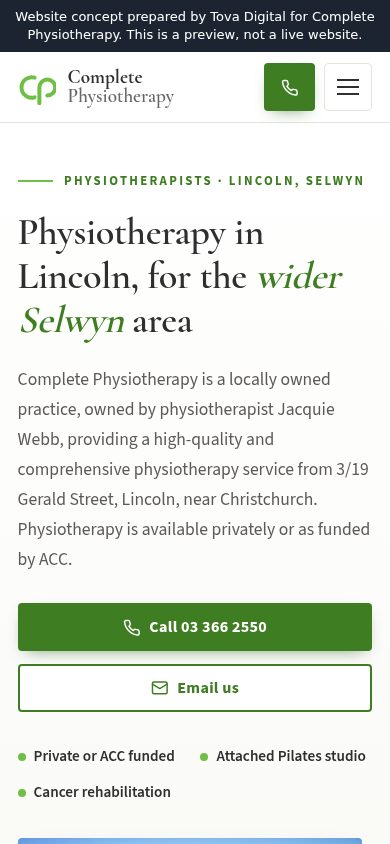 Website concept prepared by Tova Digital for Complete
Physiotherapy. This is a preview, not a live website.
Complete
Physiotherapy
PHYSIOTHERAPISTS · LINCOLN, SELWYN
Physiotherapy in
Lincoln, for the wider
Selwyn area
Complete Physiotherapy is a locally owned
practice, owned by physiotherapist Jacquie
Webb, providing a high-quality and
comprehensive physiotherapy service from 3/19
Gerald Street, Lincoln, near Christchurch.
Physiotherapy is available privately or as funded
by ACC.
Call 03 366 2550
Email us
Private or ACC funded
Attached Pilates studio
Cancer rehabilitation